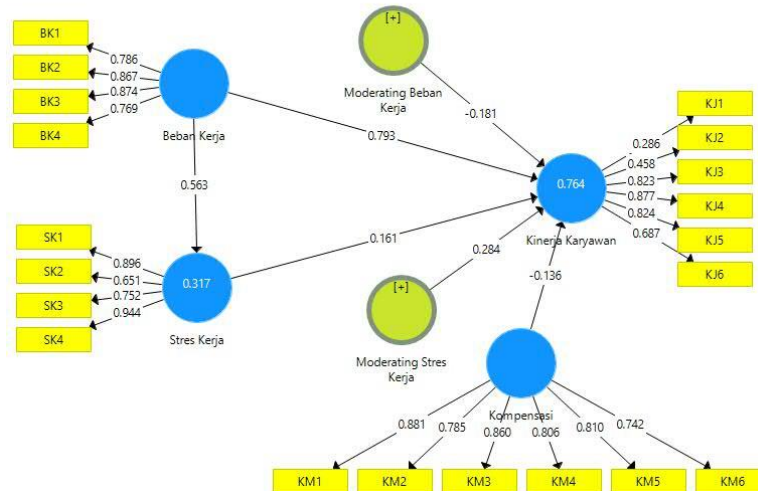 BK1
BK2
BK3
BK4
0.786
0.867
0.874
0.769
Beban Kerja
[+]
Moderating Beban
Kerja
-0.181
0.793
0.563
KJ1
KJ2
KJ3
KJ4
KJ5
KJ6
0.286
0.458
0.823
0.877
0.824
0.687
0.764
Kinerja Karyawan
SK1
SK2
SK3
SK4
0.896
0.651
0.752
0.944
0.317
Stres Kerja
0.161
0.284
-0.136
[+]
Moderating Stres
Kerja
Kompensasi
0.881
0.785
0.860
0.806
0.810
0.742
KM1
KM2
KM3
KM4
KM5
KM6